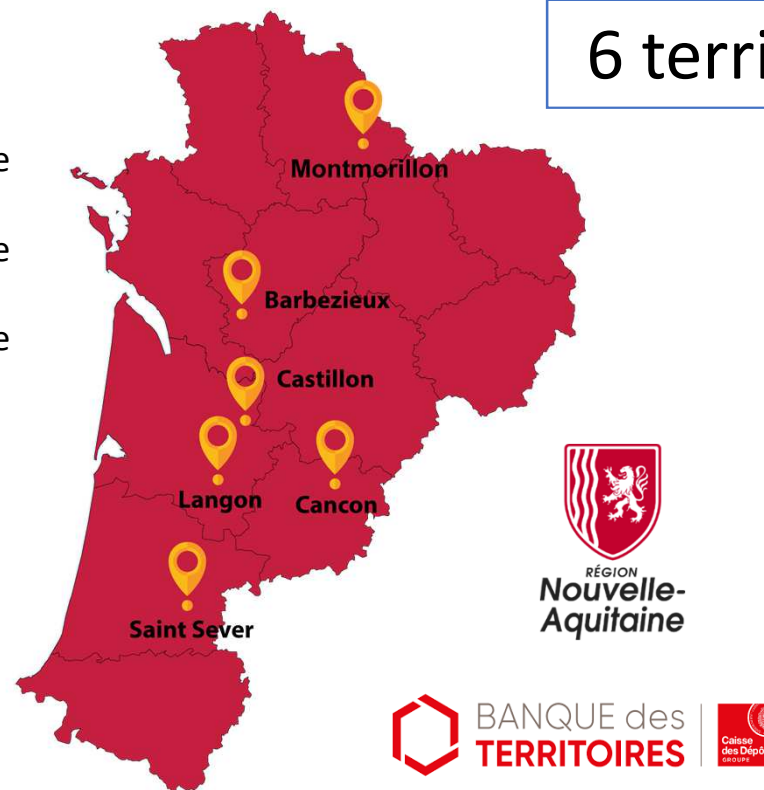 6 terri
e
e
e
Montmorillon
Barbezieux
Castillon
Langon
Cancon
Saint Sever
RÉGION
Nouvelle-
Aquitaine
BANQUE des
TERRITOIRES
Caisse
des Dépô
GROUPE